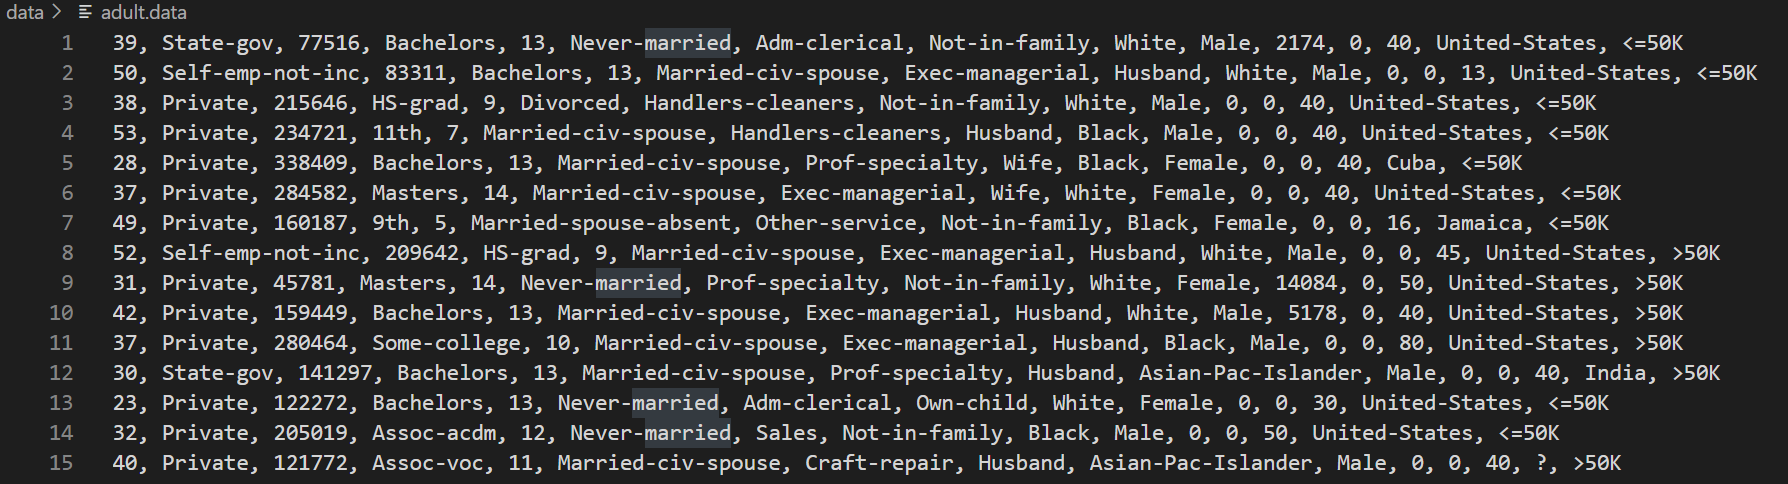 data > adult.data
1 39, State-gov, 77516, Bachelors, 13, Never-married, Adm-clerical, Not-in-family, White, Male, 2174, 0, 40, United-States, <=50K
2 50, Self-emp-not-inc, 83311, Bachelors, 13, Married-civ-spouse, Exec-managerial, Husband, White, Male, 0, 0, 13, United-States, <=50K
3 38, Private, 215646, HS-grad, 9, Divorced, Handlers-cleaners, Not-in-family, White, Male, 0, 0, 40, United-States, <=50K
4 53, Private, 234721, 11th, 7, Married-civ-spouse, Handlers-cleaners, Husband, Black, Male, 0, 0, 40, United-States, <=50K
5 28, Private, 338409, Bachelors, 13, Married-civ-spouse, Prof-specialty, Wife, Black, Female, 0, 0, 40, Cuba, <=50K
6 37, Private, 284582, Masters, 14, Married-civ-spouse, Exec-managerial, Wife, White, Female, 0, 0, 40, United-States, <=50K
7 49, Private, 160187, 9th, 5, Married-spouse-absent, Other-service, Not-in-family, Black, Female, 0, 0, 16, Jamaica, <=50K
8 52, Self-emp-not-inc, 209642, HS-grad, 9, Married-civ-spouse, Exec-managerial, Husband, White, Male, 0, 0, 45, United-States, >50K
9 31, Private, 45781, Masters, 14, Never-married, Prof-specialty, Not-in-family, White, Female, 14084, 0, 50, United-States, >50K
10 42, Private, 159449, Bachelors, 13, Married-civ-spouse, Exec-managerial, Husband, White, Male, 5178, 0, 40, United-States, >50K
11 37, Private, 280464, Some-college, 10, Married-civ-spouse, Exec-managerial, Husband, Black, Male, 0, 0, 80, United-States, >50K
12 30, State-gov, 141297, Bachelors, 13, Married-civ-spouse, Prof-specialty, Husband, Asian-Pac-Islander, Male, 0, 0, 40, India, >50K
13 23, Private, 122272, Bachelors, 13, Never-married, Adm-clerical, Own-child, White, Female, 0, 0, 30, United-States, <=50K
14 32, Private, 205019, Assoc-acdm, 12, Never-married, Sales, Not-in-family, Black, Male, 0, 0, 50, United-States, <=50K
15 40, Private, 121772, Assoc-voc, 11, Married-civ-spouse, Craft-repair, Husband, Asian-Pac-Islander, Male, 0, 0, 40, ?, >50K